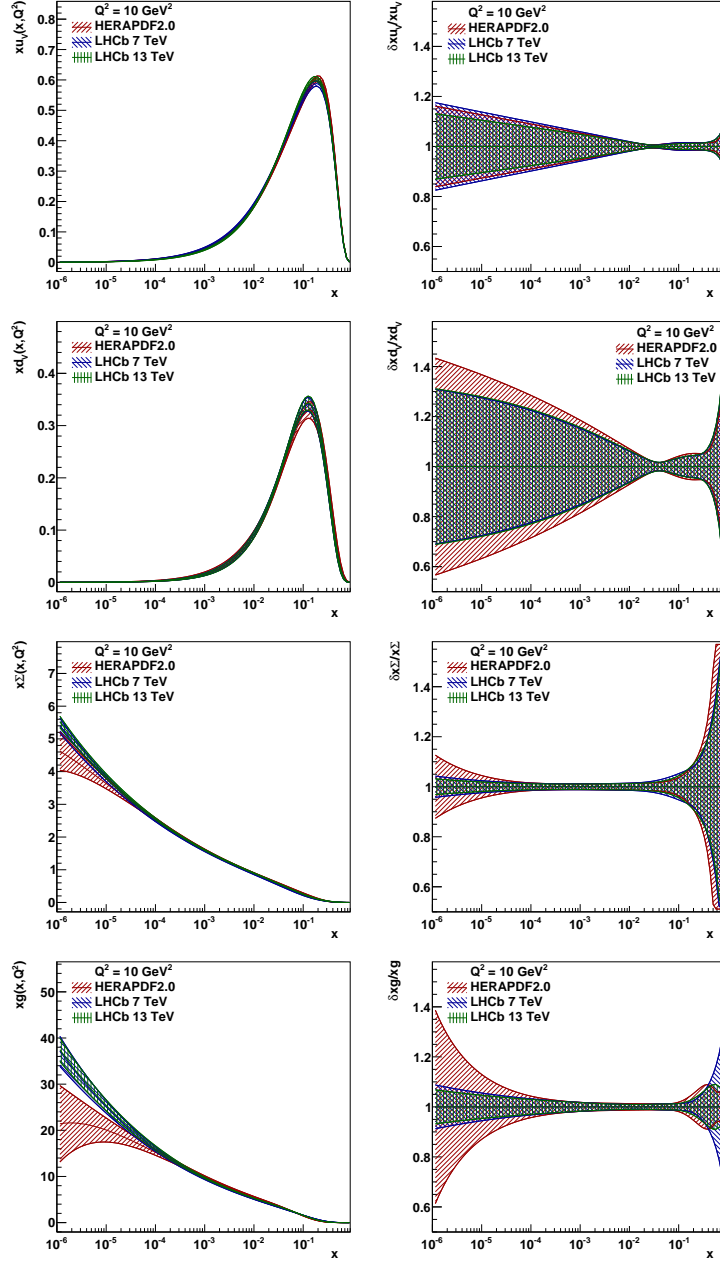 xuᵥ(x,Q²)
Q² = 10 GeV²
HERAPDF2.0
LHCb 7 TeV
LHCb 13 TeV
0.8
0.7
0.6
0.5
0.4
0.3
0.2
0.1
0
10⁻⁶ 10⁻⁵ 10⁻⁴ 10⁻³ 10⁻² 10⁻¹
x
δxuᵥ/xuᵥ
Q² = 10 GeV²
HERAPDF2.0
LHCb 7 TeV
LHCb 13 TeV
1.4
1.2
1
0.8
0.6
10⁻⁶ 10⁻⁵ 10⁻⁴ 10⁻³ 10⁻² 10⁻¹
x
xdᵥ(x,Q²)
Q² = 10 GeV²
HERAPDF2.0
LHCb 7 TeV
LHCb 13 TeV
0.4
0.3
0.2
0.1
0
10⁻⁶ 10⁻⁵ 10⁻⁴ 10⁻³ 10⁻² 10⁻¹
x
δxdᵥ/xdᵥ
Q² = 10 GeV²
HERAPDF2.0
LHCb 7 TeV
LHCb 13 TeV
1.4
1.2
1
0.8
0.6
10⁻⁶ 10⁻⁵ 10⁻⁴ 10⁻³ 10⁻² 10⁻¹
x
xΣ(x,Q²)
Q² = 10 GeV²
HERAPDF2.0
LHCb 7 TeV
LHCb 13 TeV
7
6
5
4
3
2
1
0
10⁻⁶ 10⁻⁵ 10⁻⁴ 10⁻³ 10⁻² 10⁻¹
x
δxΣ/xΣ
Q² = 10 GeV²
HERAPDF2.0
LHCb 7 TeV
LHCb 13 TeV
1.4
1.2
1
0.8
0.6
10⁻⁶ 10⁻⁵ 10⁻⁴ 10⁻³ 10⁻² 10⁻¹
x
xg(x,Q²)
Q² = 10 GeV²
HERAPDF2.0
LHCb 7 TeV
LHCb 13 TeV
50
40
30
20
10
0
10⁻⁶ 10⁻⁵ 10⁻⁴ 10⁻³ 10⁻² 10⁻¹
x
δxg/xg
Q² = 10 GeV²
HERAPDF2.0
LHCb 7 TeV
LHCb 13 TeV
1.4
1.2
1
0.8
0.6
10⁻⁶ 10⁻⁵ 10⁻⁴ 10⁻³ 10⁻² 10⁻¹
x